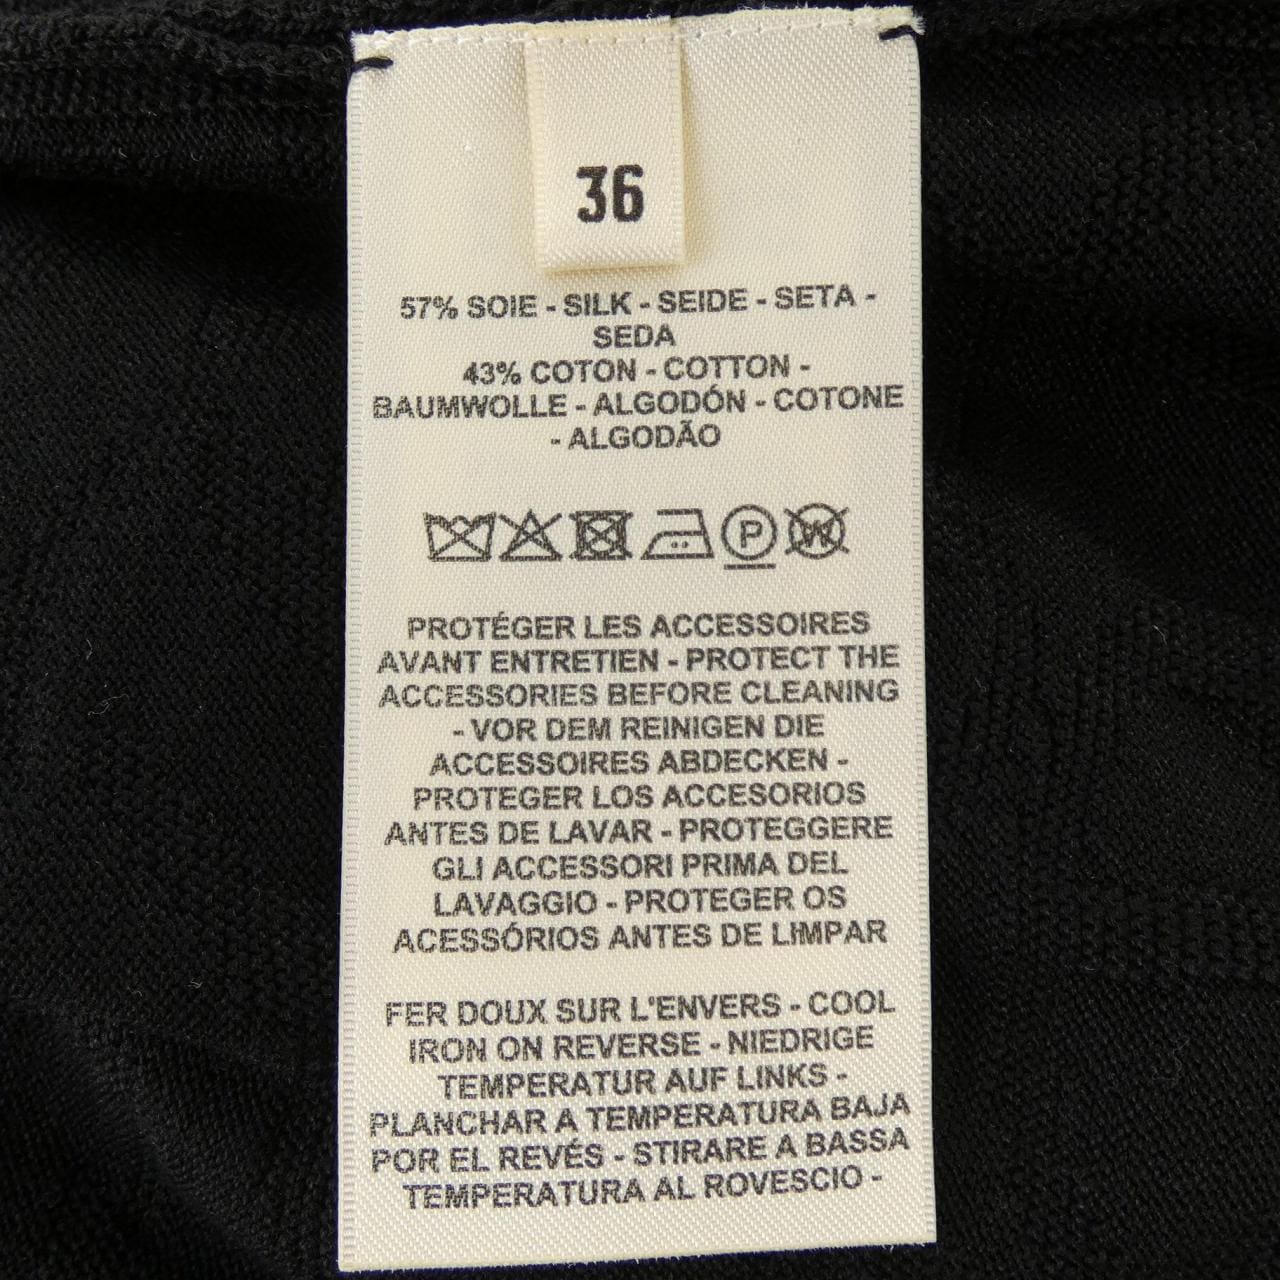 36
57% SOIE - SILK - SEIDE - SETA -
SEDA
43% COTON - COTTON -
BAUMWOLLE - ALGODÓN - COTONE
- ALGODÃO
P W
PROTÉGER LES ACCESSOIRES
AVANT ENTRETIEN - PROTECT THE
ACCESSORIES BEFORE CLEANING
- VOR DEM REINIGEN DIE
ACCESSOIRES ABDECKEN -
PROTEGER LOS ACCESORIOS
ANTES DE LAVAR - PROTEGGERE
GLI ACCESSORI PRIMA DEL
LAVAGGIO - PROTEGER OS
ACESSÓRIOS ANTES DE LIMPAR
FER DOUX SUR L'ENVERS - COOL
IRON ON REVERSE - NIEDRIGE
TEMPERATUR AUF LINKS -
PLANCHAR A TEMPERATURA BAJA
POR EL REVÉS - STIRARE A BASSA
TEMPERATURA AL ROVESCIO -